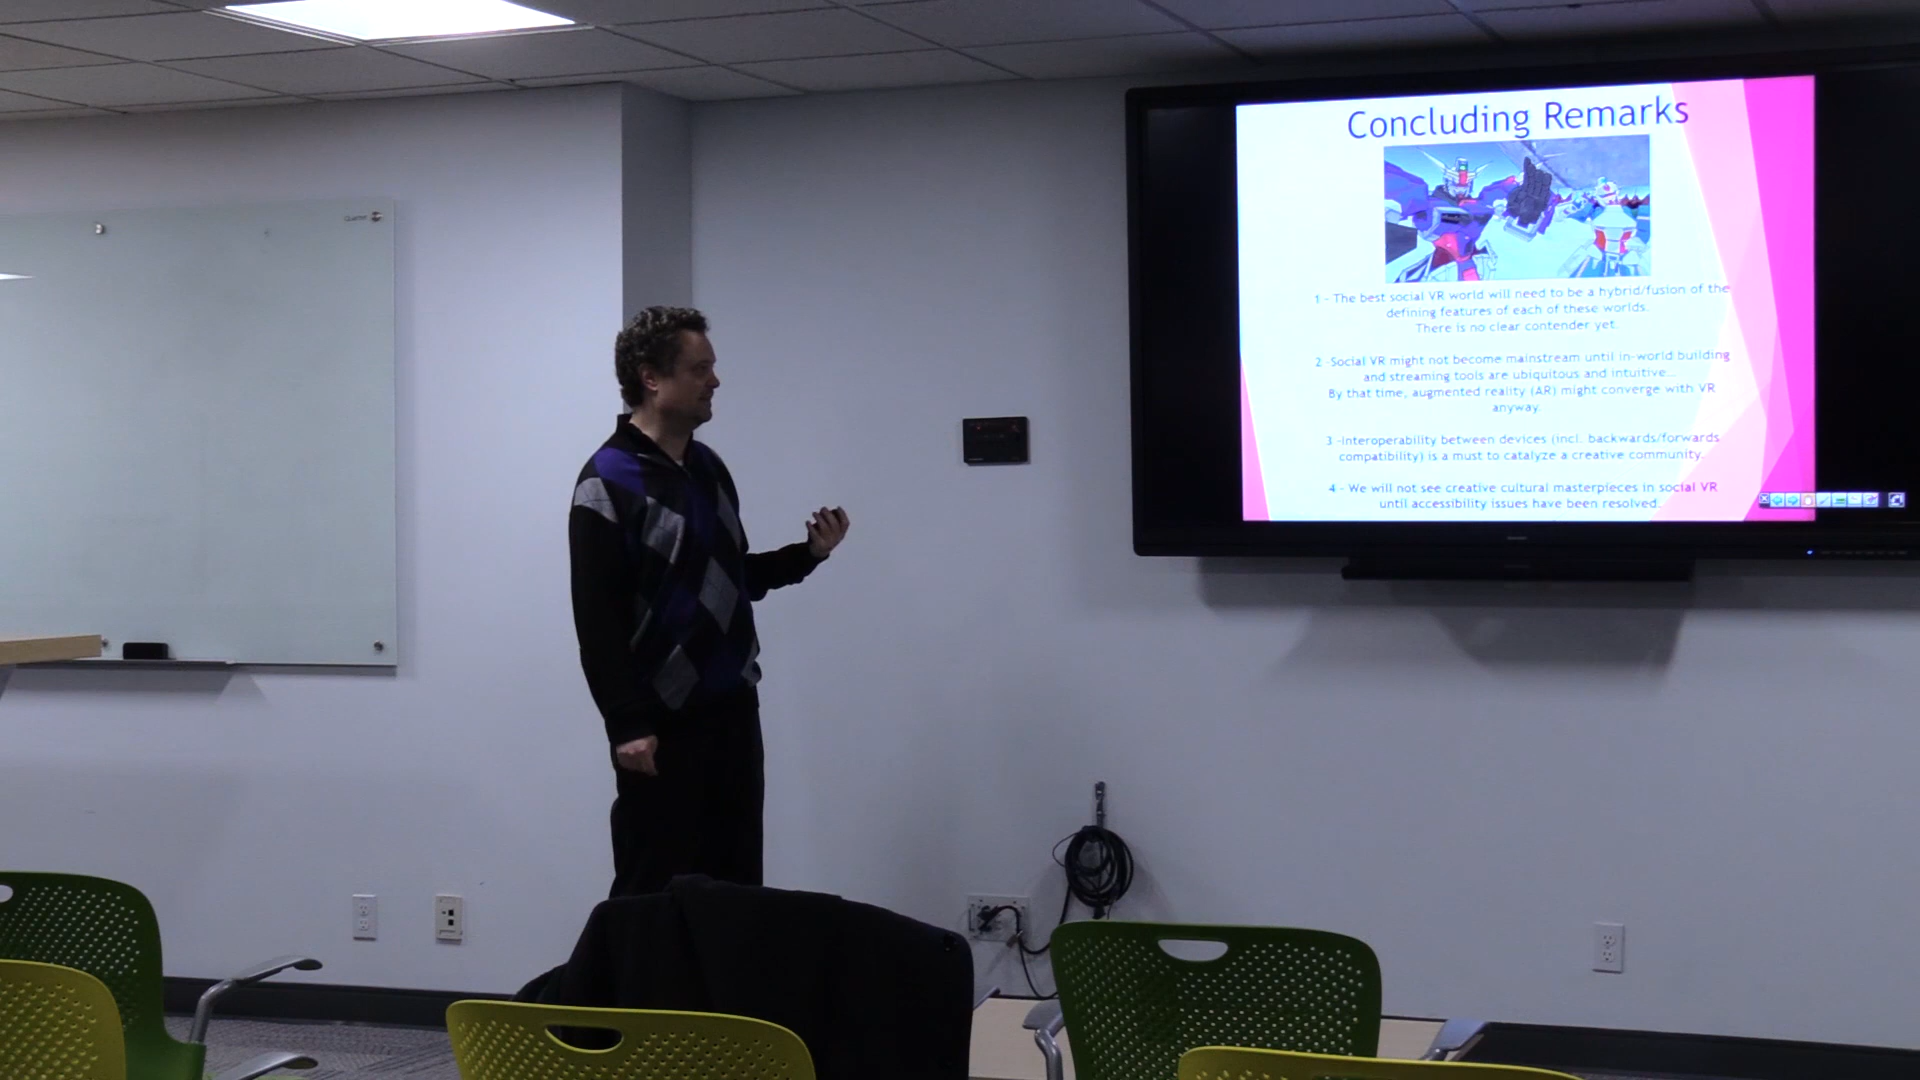 Concluding Remarks
1 - The best social VR world will need to be a hybrid/fusion of the
defining features of each of these worlds.
There is no clear contender yet.
2 -Social VR might not become mainstream until in-world building
and streaming tools are ubiquitous and intuitive...
By that time, augmented reality (AR) might converge with VR
anyway.
3 -Interoperability between devices (incl. backwards/forwards
compatibility) is a must to catalyze a creative community.
4 - We will not see creative cultural masterpieces in social VR
until accessibility issues have been resolved.